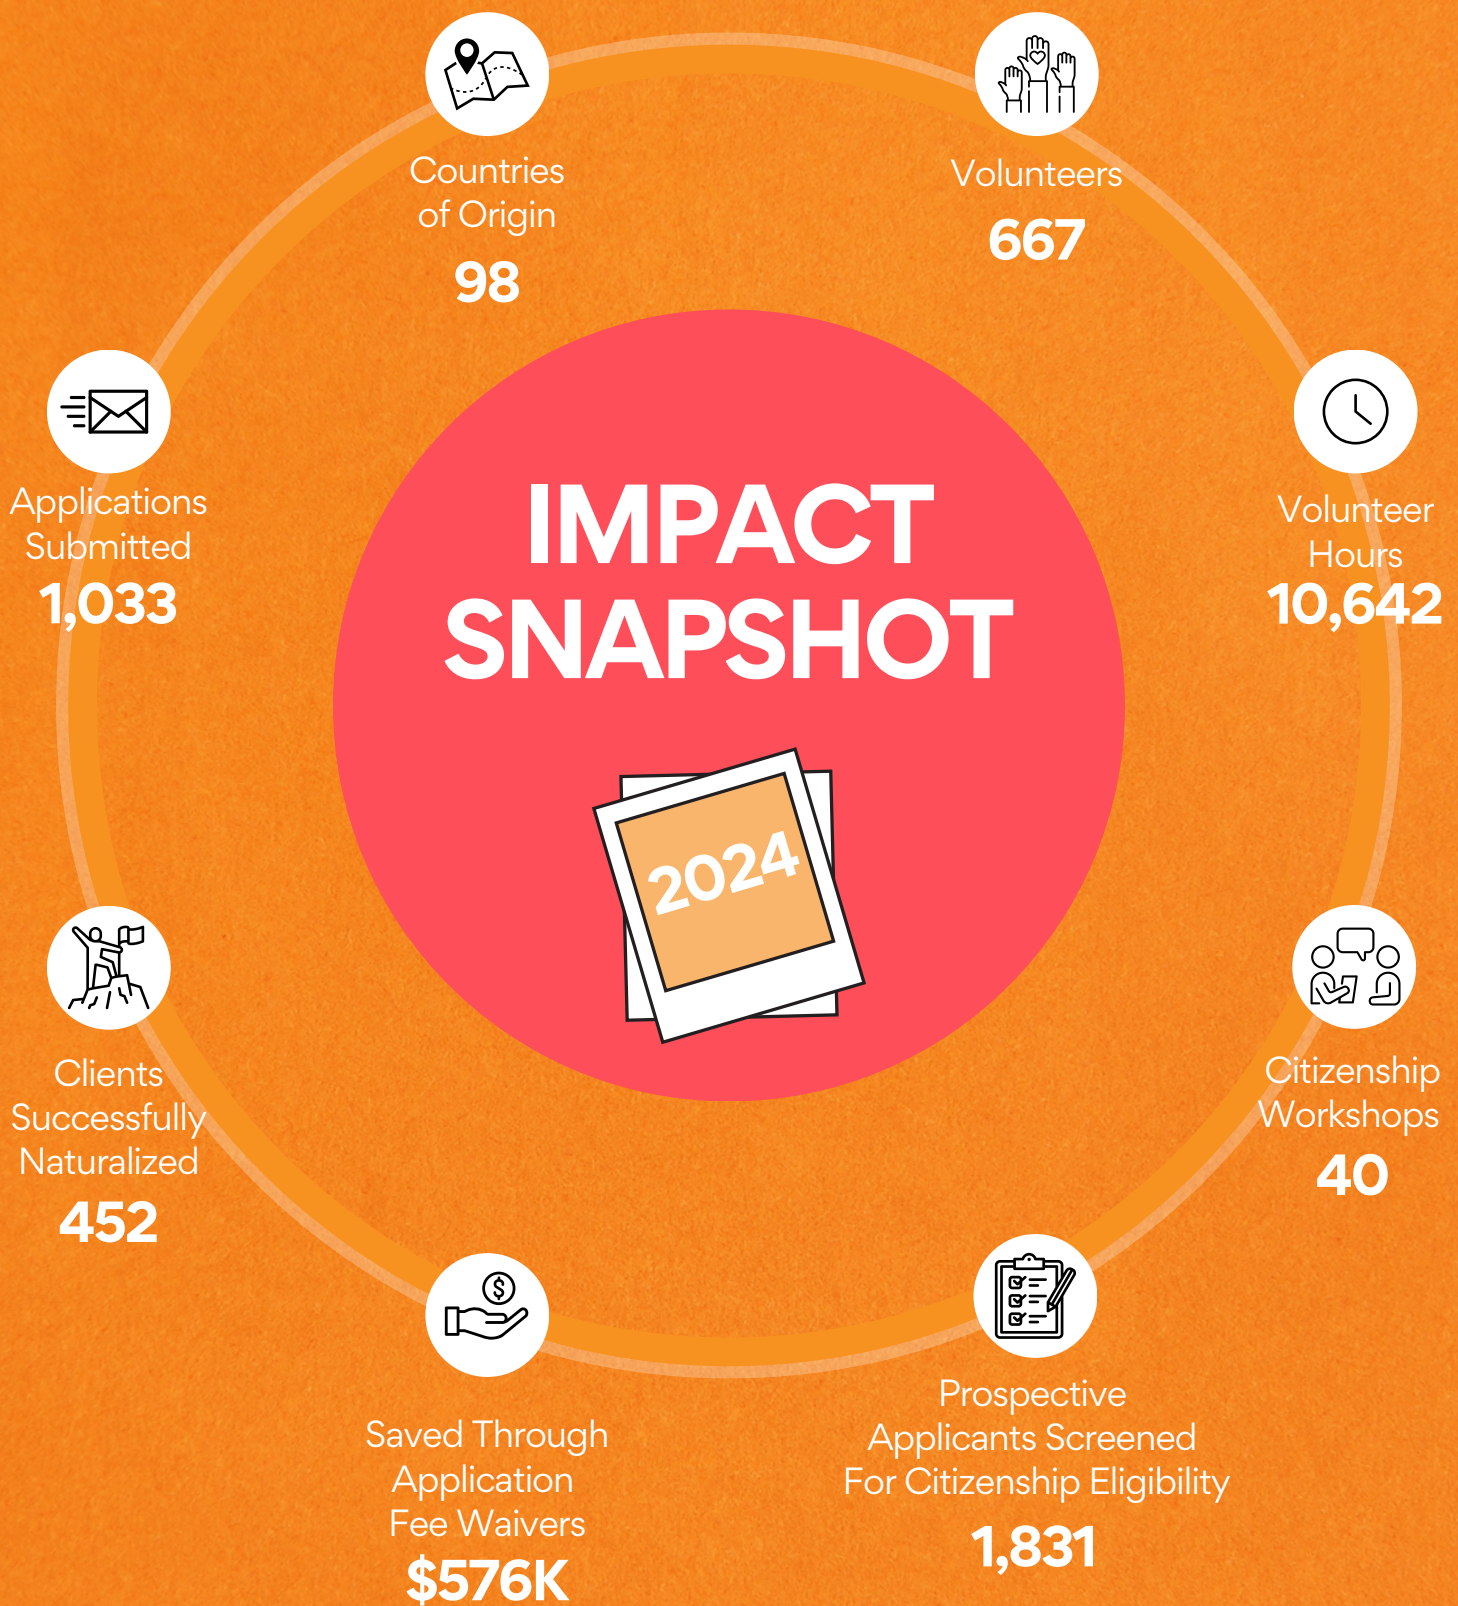 IMPACT
SNAPSHOT
2024
Countries
of Origin
98
Volunteers
667
Volunteer
Hours
10,642
Citizenship
Workshops
40
Prospective
Applicants Screened
For Citizenship Eligibility
1,831
Saved Through
Application
Fee Waivers
$576K
Clients
Successfully
Naturalized
452
Applications
Submitted
1,033